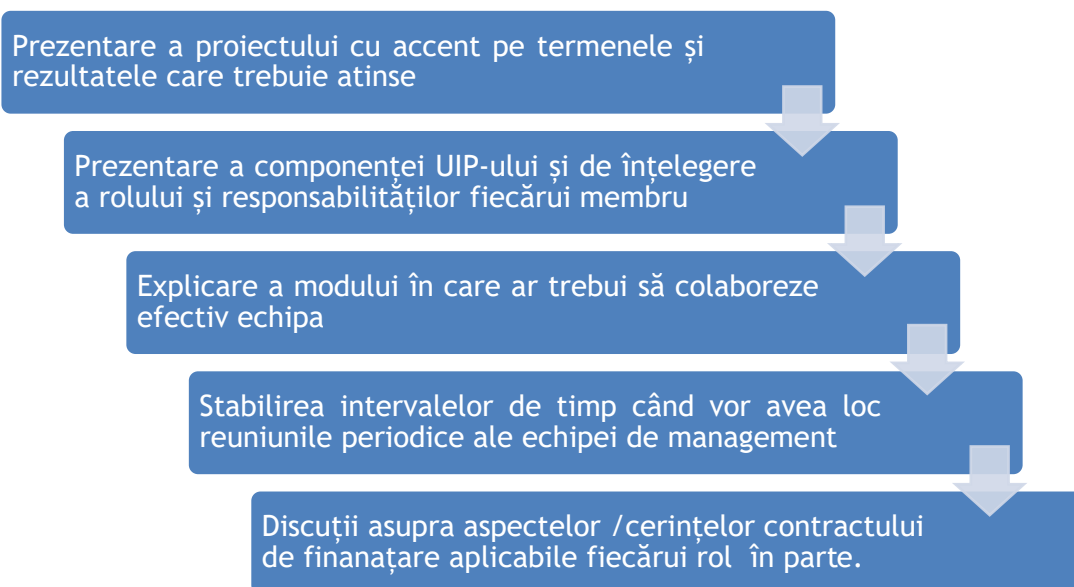 Prezentare a proiectului cu accent pe termenele și
rezultatele care trebuie atinse
Prezentare a componenței UIP-ului și de înțelegere
a rolului și responsabilităților fiecărui membru
Explicare a modului în care ar trebui să colaboreze
efectiv echipa
Stabilirea intervalelor de timp când vor avea loc
reuniunile periodice ale echipei de management
Discuții asupra aspectelor /cerințelor contractului
de finanațare aplicabile fiecărui rol în parte.